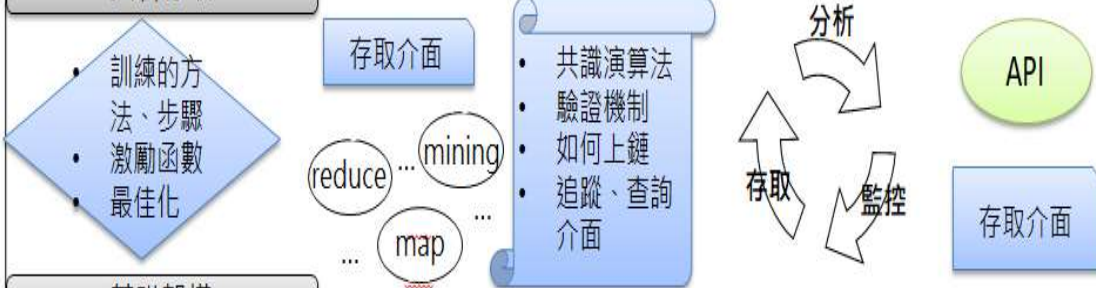 • 訓練的方
法、步驟
• 激勵函數
• 最佳化
存取介面
reduce
...
mining
...
...
map
• 共識演算法
• 驗證機制
• 如何上鏈
• 追蹤、查詢
介面
分析
存取
監控
API
存取介面